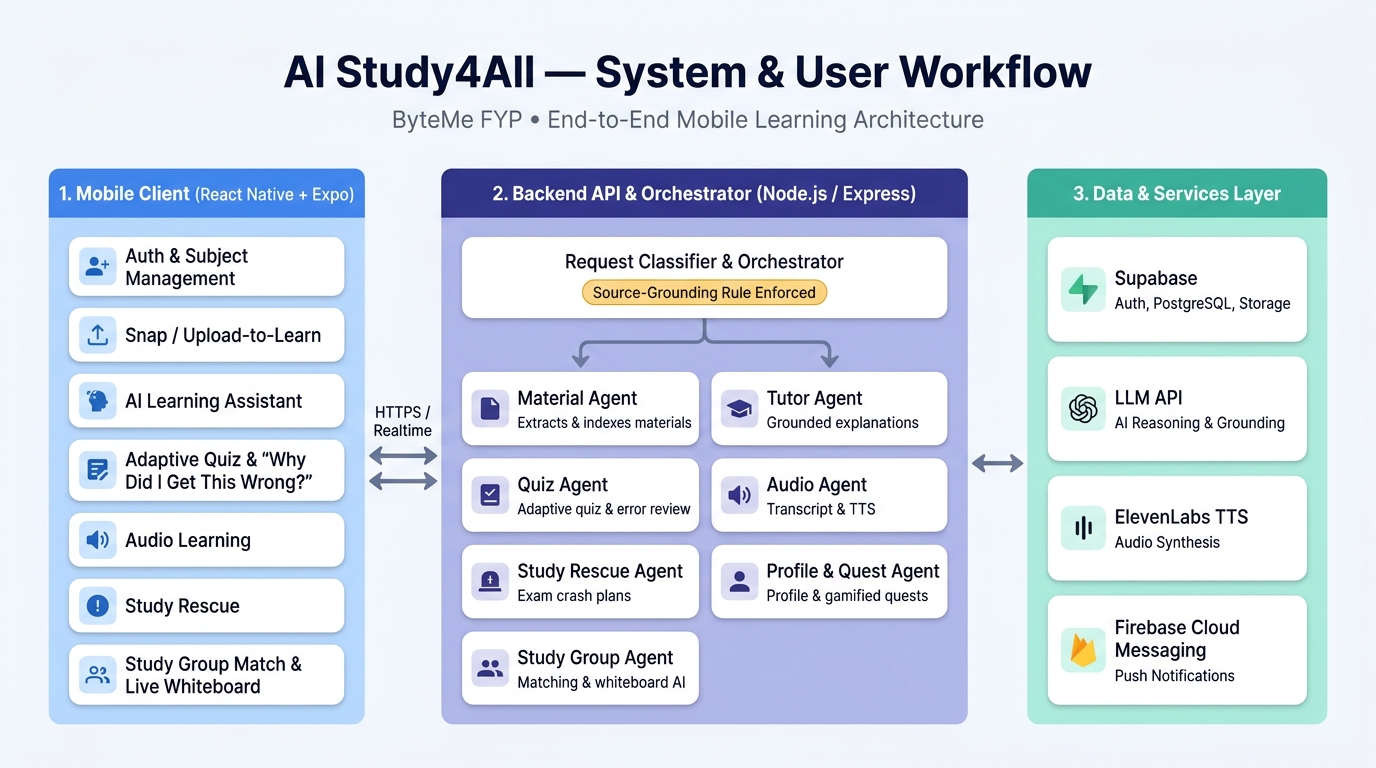 AI Study4All — System & User Workflow
ByteMe FYP • End-to-End Mobile Learning Architecture
1. Mobile Client (React Native + Expo)
Auth & Subject
Management
Snap / Upload-to-Learn
AI Learning Assistant
Adaptive Quiz & “Why
Did I Get This Wrong?”
Audio Learning
Study Rescue
Study Group Match &
Live Whiteboard
HTTPS /
Realtime
2. Backend API & Orchestrator (Node.js / Express)
Request Classifier & Orchestrator
Source-Grounding Rule Enforced
Material Agent
Extracts & indexes materials
Tutor Agent
Grounded explanations
Quiz Agent
Adaptive quiz & error review
Audio Agent
Transcript & TTS
Study Rescue Agent
Exam crash plans
Profile & Quest Agent
Profile & gamified quests
Study Group Agent
Matching & whiteboard AI
3. Data & Services Layer
Supabase
Auth, PostgreSQL, Storage
LLM API
AI Reasoning & Grounding
ElevenLabs TTS
Audio Synthesis
Firebase Cloud
Messaging
Push Notifications